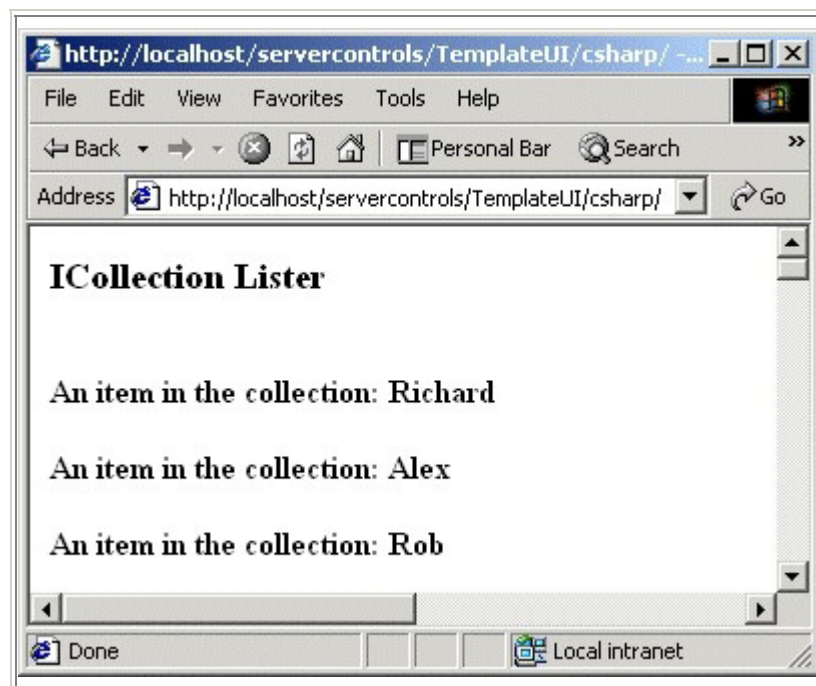 http://localhost/servercontrols/TemplateUI/csharp/ -...
File Edit View Favorites Tools Help
Back Personal Bar Search »
Address http://localhost/servercontrols/TemplateUI/csharp/ Go
ICollection Lister
An item in the collection: Richard
An item in the collection: Alex
An item in the collection: Rob
Done Local intranet